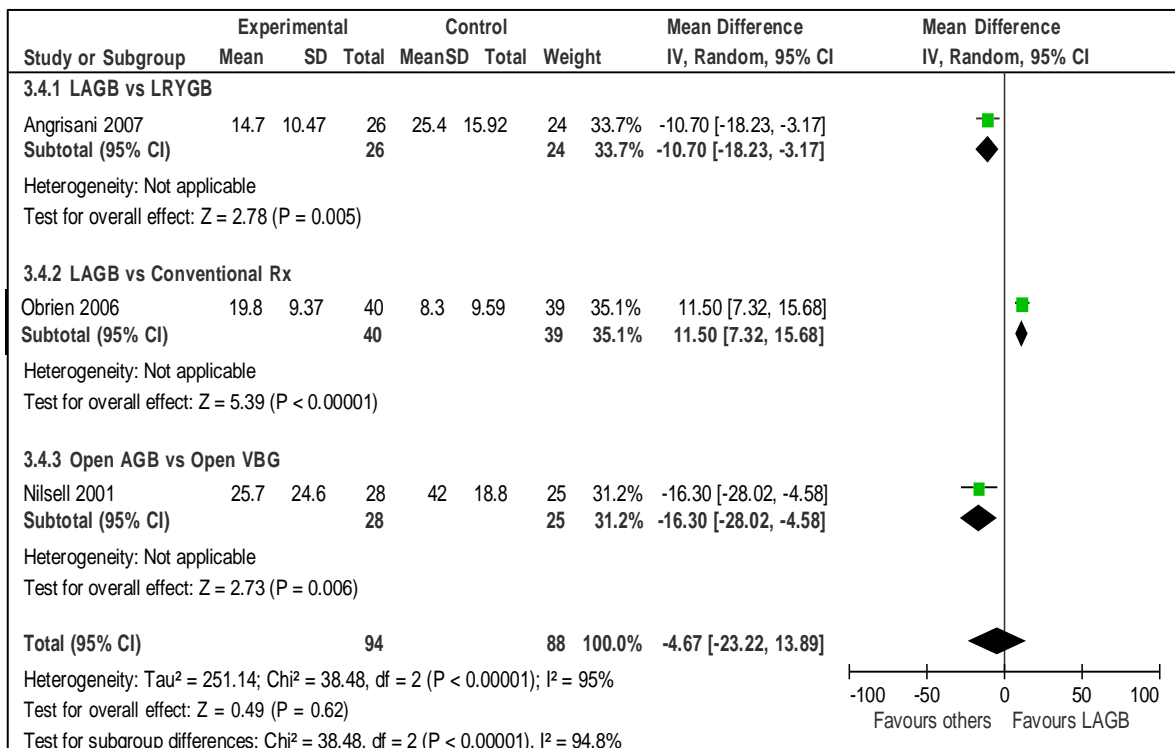 Experimental Control Mean Difference Mean Difference
Study or Subgroup Mean SD Total Mean SD Total Weight IV, Random, 95% CI IV, Random, 95% CI
3.4.1 LAGB vs LRYGB
Angrisani 2007 14.7 10.47 26 25.4 15.92 24 33.7% -10.70 [-18.23, -3.17]
Subtotal (95% CI) 26 24 33.7% -10.70 [-18.23, -3.17]
Heterogeneity: Not applicable
Test for overall effect: Z = 2.78 (P = 0.005)
3.4.2 LAGB vs Conventional Rx
Obrien 2006 19.8 9.37 40 8.3 9.59 39 35.1% 11.50 [7.32, 15.68]
Subtotal (95% CI) 40 39 35.1% 11.50 [7.32, 15.68]
Heterogeneity: Not applicable
Test for overall effect: Z = 5.39 (P < 0.00001)
3.4.3 Open AGB vs Open VBG
Nilsell 2001 25.7 24.6 28 42 18.8 25 31.2% -16.30 [-28.02, -4.58]
Subtotal (95% CI) 28 25 31.2% -16.30 [-28.02, -4.58]
Heterogeneity: Not applicable
Test for overall effect: Z = 2.73 (P = 0.006)
Total (95% CI) 94 88 100.0% -4.67 [-23.22, 13.89]
Heterogeneity: Tau² = 251.14; Chi² = 38.48, df = 2 (P < 0.00001); I² = 95%
Test for overall effect: Z = 0.49 (P = 0.62)
Test for subgroup differences: Chi² = 38.48, df = 2 (P < 0.00001), I² = 94.8%
-100 -50 0 50 100
Favours others Favours LAGB